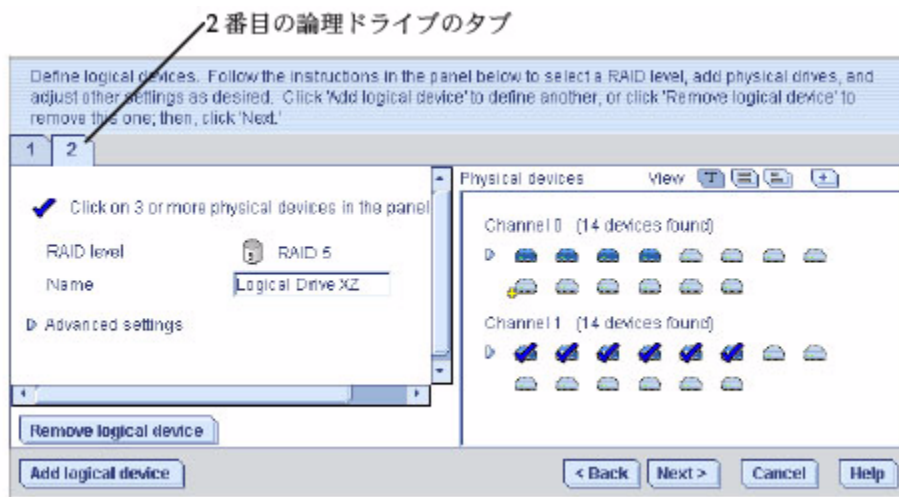 2 番目の論理ドライブのタブ
Define logical devices. Follow the instructions in the panel below to select a RAID level, add physical drives, and
adjust other settings as desired. Click 'Add logical device' to define another, or click 'Remove logical device' to
remove this one; then, click 'Next.'
1 2
Physical devices View T
Click on 3 or more physical devices in the panel
RAID level RAID 5
Name Logical Drive XZ
Advanced settings
Channel 0 (14 devices found)
Channel 1 (14 devices found)
Remove logical device
Add logical device < Back Next > Cancel Help